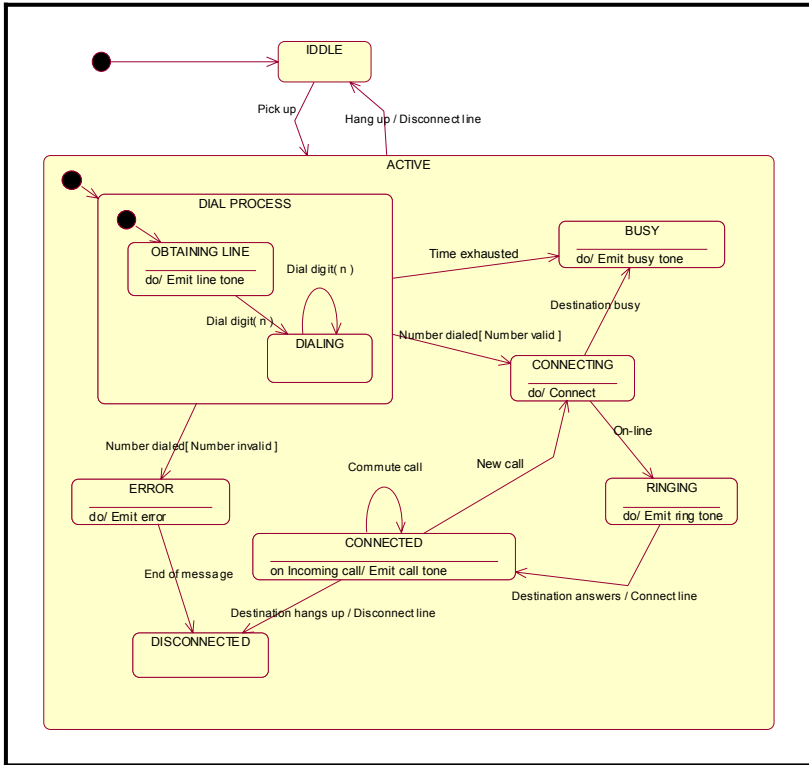 IDDLE
Pick up
Hang up / Disconnect line
ACTIVE
DIAL PROCESS
OBTAINING LINE
do/ Emit line tone
Dial digit( n )
Dial digit( n )
DIALING
Time exhausted
BUSY
do/ Emit busy tone
Destination busy
Number dialed[ Number valid ]
CONNECTING
do/ Connect
On-line
Number dialed[ Number invalid ]
Commute call
New call
ERROR
do/ Emit error
RINGING
do/ Emit ring tone
CONNECTED
on Incoming call/ Emit call tone
End of message
Destination answers / Connect line
Destination hangs up / Disconnect line
DISCONNECTED